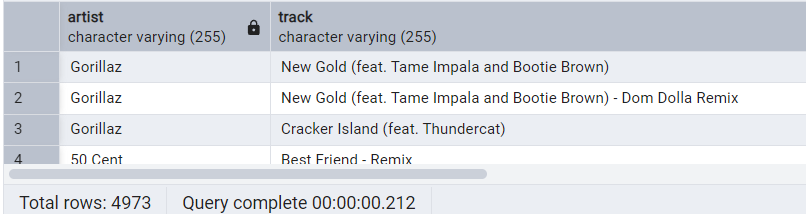 artist track
character varying (255) character varying (255)
1 Gorillaz New Gold (feat. Tame Impala and Bootie Brown)
2 Gorillaz New Gold (feat. Tame Impala and Bootie Brown) - Dom Dolla Remix
3 Gorillaz Cracker Island (feat. Thundercat)
4 50 Cent Best Friend - Remix
Total rows: 4973 Query complete 00:00:00.212